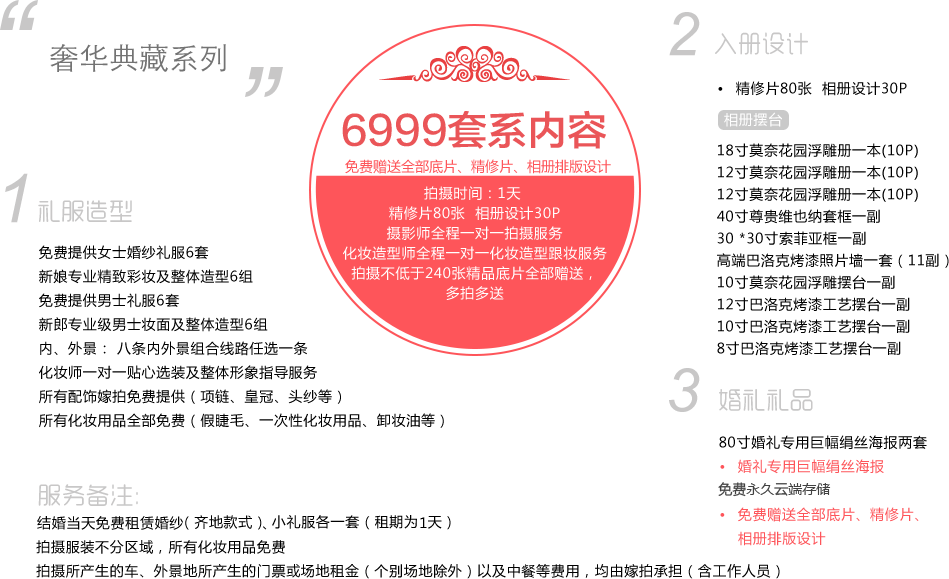 “
奢华典藏系列
”
6999套系内容
免费赠送全部底片、精修片、相册排版设计
拍摄时间：1天
精修片80张 相册设计30P
摄影师全程一对一拍摄服务
化妆造型师全程一对一化妆造型跟妆服务
拍摄不低于240张精品底片全部赠送，
多拍多送
1 礼服造型
免费提供女士婚纱礼服6套
新娘专业精致彩妆及整体造型6组
免费提供男士礼服6套
新郎专业级男士妆面及整体造型6组
内、外景： 八条内外景组合线路任选一条
化妆师一对一贴心选装及整体形象指导服务
所有配饰嫁拍免费提供（项链、皇冠、头纱等）
所有化妆用品全部免费（假睫毛、一次性化妆用品、卸妆油等）
2 入册设计
• 精修片80张 相册设计30P
相册摆台
18寸莫奈花园浮雕册一本(10P)
12寸莫奈花园浮雕册一本(10P)
12寸莫奈花园浮雕册一本(10P)
40寸尊贵维也纳套框一副
30 *30寸索菲亚框一副
高端巴洛克烤漆照片墙一套（11副）
10寸莫奈花园浮雕摆台一副
12寸巴洛克烤漆工艺摆台一副
10寸巴洛克烤漆工艺摆台一副
8寸巴洛克烤漆工艺摆台一副
3 婚礼礼品
80寸婚礼专用巨幅绢丝海报两套
• 婚礼专用巨幅绢丝海报
免费永久云端存储
• 免费赠送全部底片、精修片、
相册排版设计
服务备注:
结婚当天免费租赁婚纱（齐地款式）、小礼服各一套（租期为1天）
拍摄服装不分区域，所有化妆用品免费
拍摄所产生的车、外景地所产生的门票或场地租金（个别场地除外）以及中餐等费用，均由嫁拍承担（含工作人员）